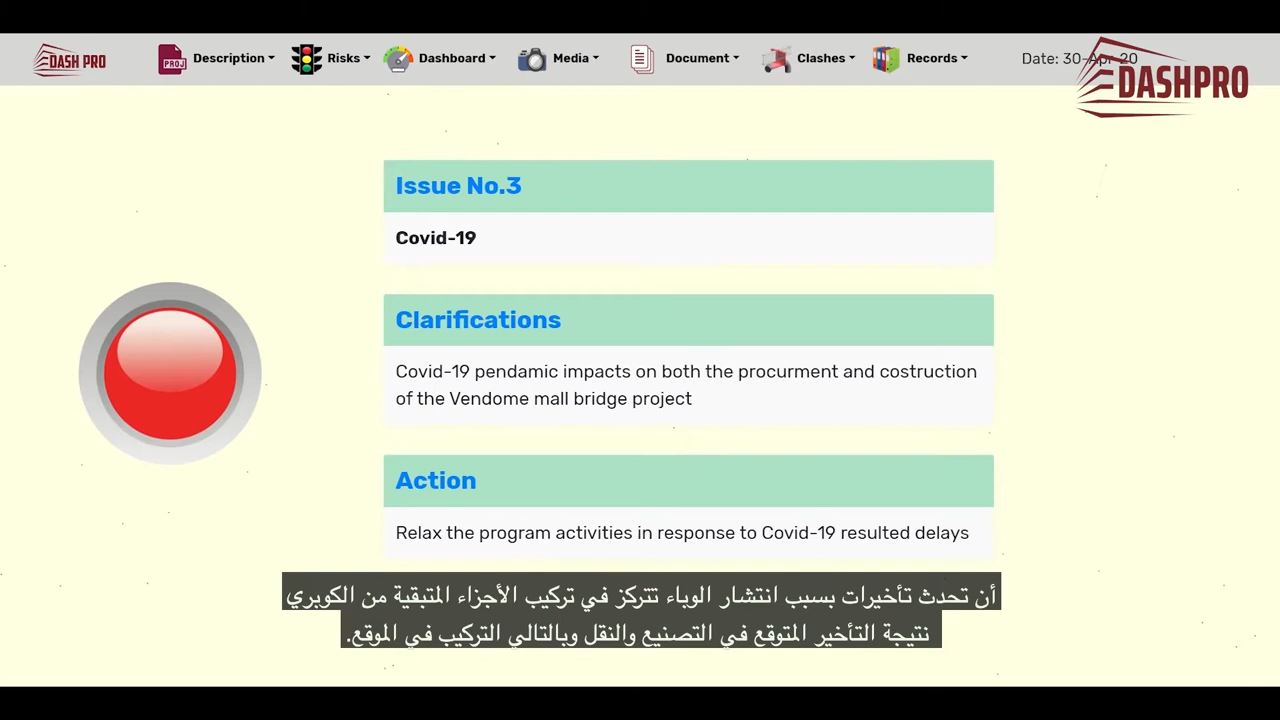 DASH PRO
Description
Risks
Dashboard
Media
Document
Clashes
Records
Date: 30-Apr-20
DASHPRO
PROJ
Issue No.3
Covid-19
Clarifications
Covid-19 pendamic impacts on both the procurment and costruction
of the Vendome mall bridge project
Action
Relax the program activities in response to Covid-19 resulted delays
أن تحدث تأخيرات بسبب انتشار الوباء تتركز في تركيب الأجزاء المتبقية من الكوبري
نتيجة التأخير المتوقع في التصنيع والنقل وبالتالي التركيب في الموقع.